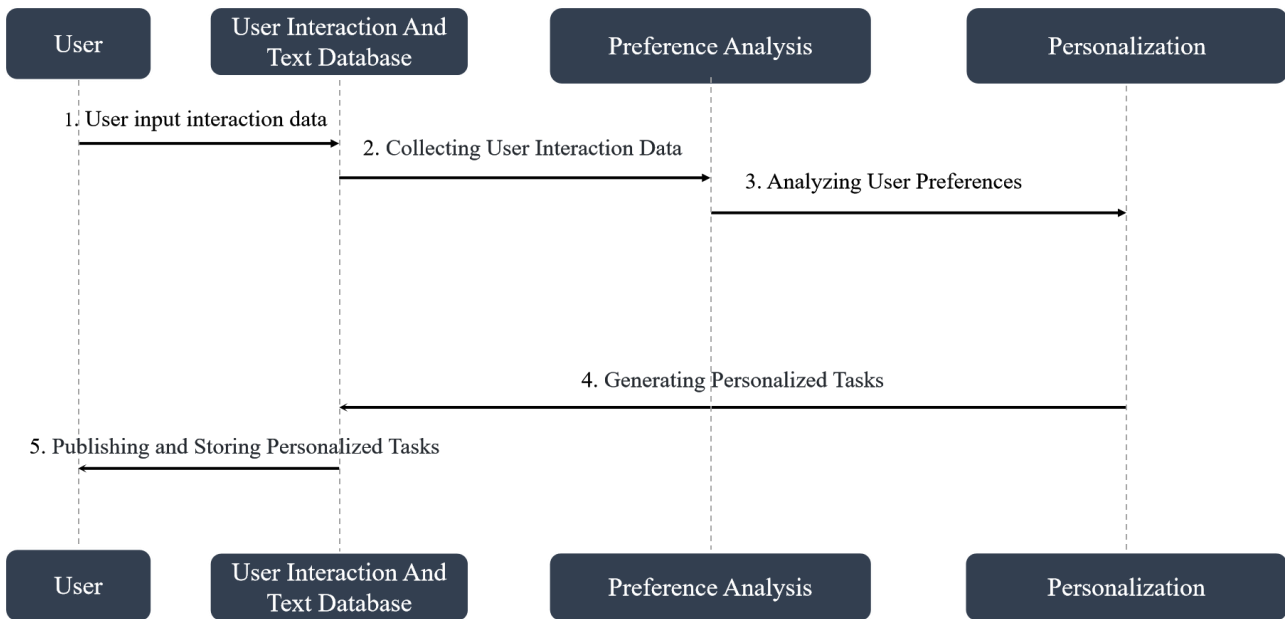 User
User Interaction And
Text Database
Preference Analysis
Personalization
1. User input interaction data
2. Collecting User Interaction Data
3. Analyzing User Preferences
4. Generating Personalized Tasks
5. Publishing and Storing Personalized Tasks
User
User Interaction And
Text Database
Preference Analysis
Personalization